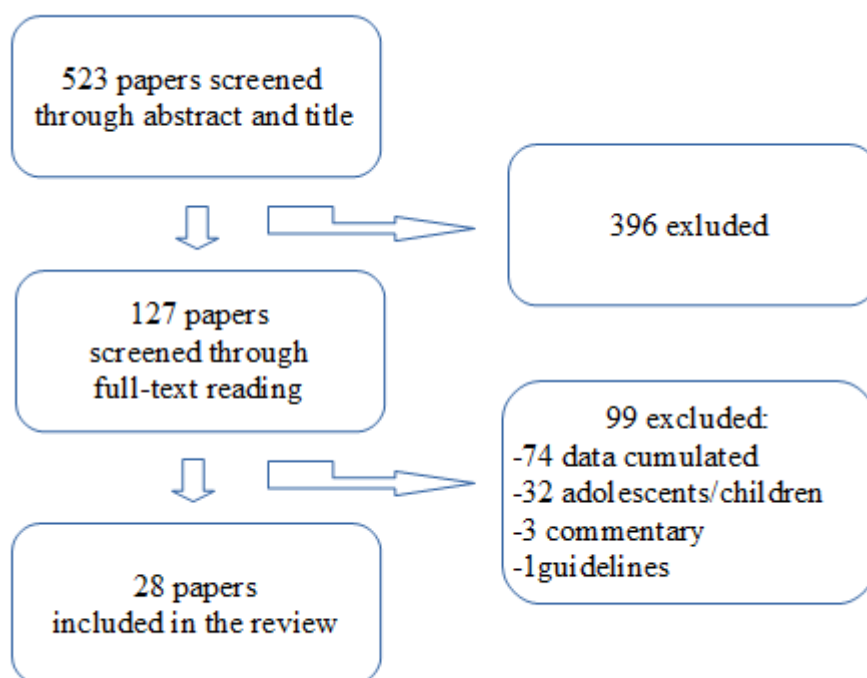 523 papers screened
through abstract and title
396 exluded
127 papers
screened through
full-text reading
99 excluded:
-74 data cumulated
-32 adolescents/children
-3 commentary
-1guidelines
28 papers
included in the review